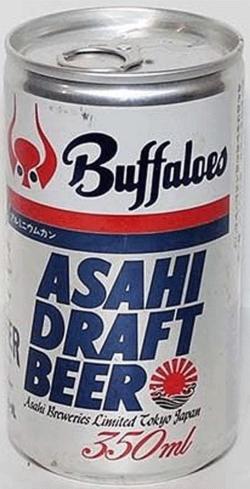 Buffaloes
アルミニウムカン
ASAHI
DRAFT
BEER
Asahi Breweries Limited Tokyo Japan
350ml